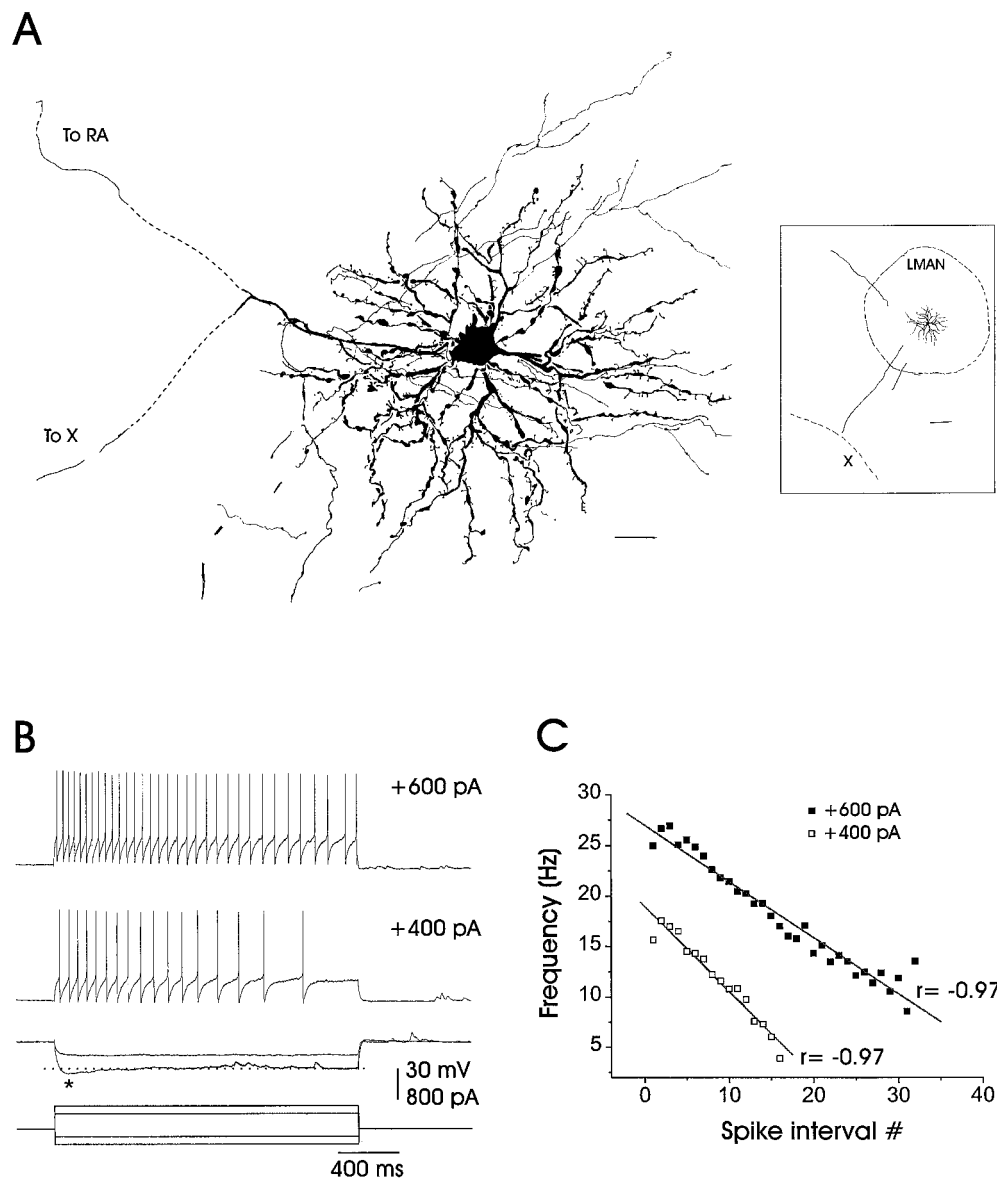 A
To RA
To X
LMAN
X
B
+600 pA
+400 pA
*
30 mV
800 pA
400 ms
C
30
25
20
15
10
5
Frequency (Hz)
+600 pA
+400 pA
r= -0.97
r= -0.97
0
10
20
30
40
Spike interval #